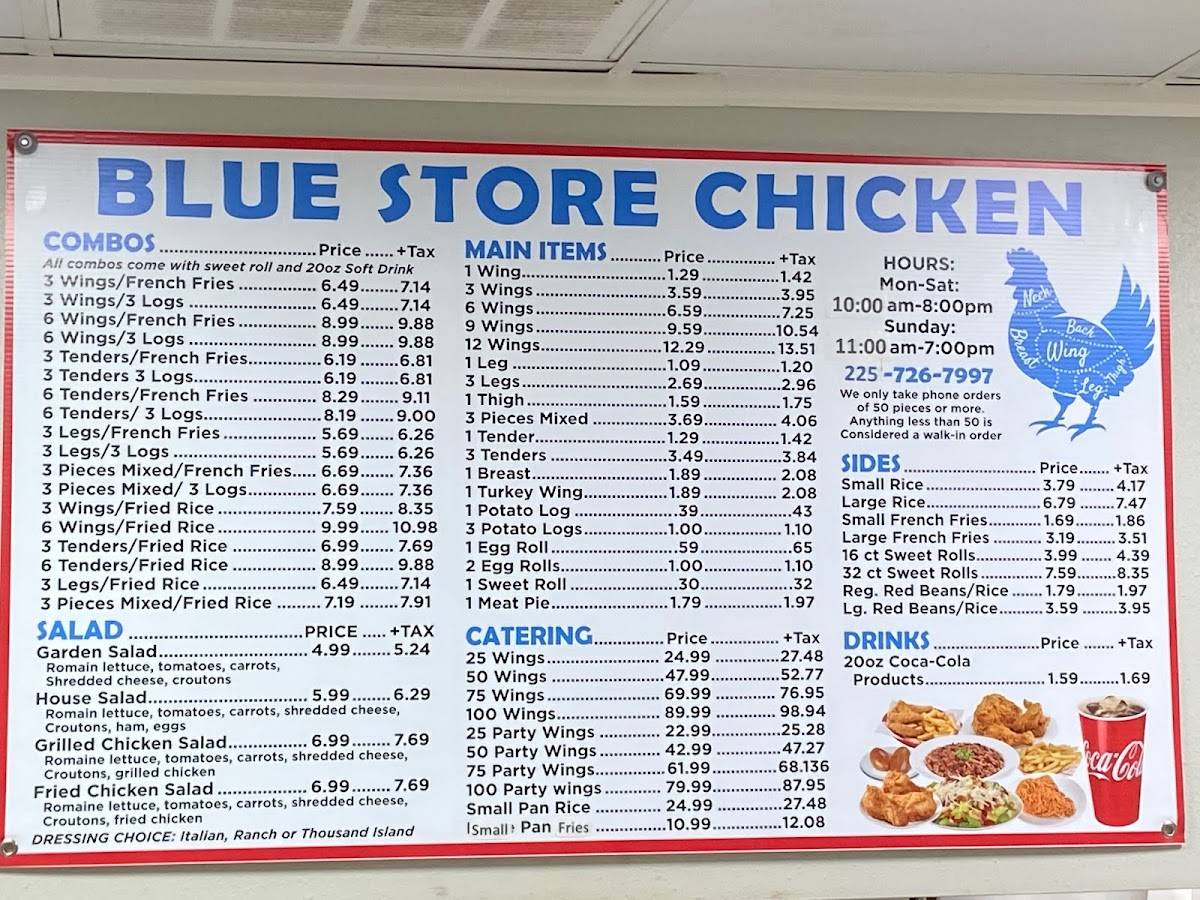 BLUE STORE CHICKEN
COMBOS ..... Price ...... +Tax
All combos come with sweet roll and 20oz Soft Drink
3 Wings/French Fries ..... 6.49 ..... 7.14
3 Wings/3 Logs ..... 6.49 ..... 7.14
6 Wings/French Fries ..... 8.99 ..... 9.88
6 Wings/3 Logs ..... 8.99 ..... 9.88
3 Tenders/French Fries ..... 6.19 ..... 6.81
3 Tenders 3 Logs ..... 6.19 ..... 6.81
6 Tenders/French Fries ..... 8.29 ..... 9.11
6 Tenders/ 3 Logs ..... 8.19 ..... 9.00
3 Legs/French Fries ..... 5.69 ..... 6.26
3 Legs/3 Logs ..... 5.69 ..... 6.26
3 Pieces Mixed/French Fries ..... 6.69 ..... 7.36
3 Pieces Mixed/ 3 Logs ..... 6.69 ..... 7.36
3 Wings/Fried Rice ..... 7.59 ..... 8.35
6 Wings/Fried Rice ..... 9.99 ..... 10.98
3 Tenders/Fried Rice ..... 6.99 ..... 7.69
6 Tenders/Fried Rice ..... 8.99 ..... 9.88
3 Legs/Fried Rice ..... 6.49 ..... 7.14
3 Pieces Mixed/Fried Rice ..... 7.19 ..... 7.91
SALAD ..... PRICE ..... +TAX
Garden Salad ..... 4.99 ..... 5.24
Romain lettuce, tomatoes, carrots,
Shredded cheese, croutons
House Salad ..... 5.99 ..... 6.29
Romain lettuce, tomatoes, carrots, shredded cheese,
Croutons, ham, eggs
Grilled Chicken Salad ..... 6.99 ..... 7.69
Romaine lettuce, tomatoes, carrots, shredded cheese,
Croutons, grilled chicken
Fried Chicken Salad ..... 6.99 ..... 7.69
Romaine lettuce, tomatoes, carrots, shredded cheese,
Croutons, fried chicken
DRESSING CHOICE: Italian, Ranch or Thousand Island
MAIN ITEMS ..... Price ..... +Tax
1 Wing ..... 1.29 ..... 1.42
3 Wings ..... 3.59 ..... 3.95
6 Wings ..... 6.59 ..... 7.25
9 Wings ..... 9.59 ..... 10.54
12 Wings ..... 12.29 ..... 13.51
1 Leg ..... 1.09 ..... 1.20
3 Legs ..... 2.69 ..... 2.96
1 Thigh ..... 1.59 ..... 1.75
3 Pieces Mixed ..... 3.69 ..... 4.06
1 Tender ..... 1.29 ..... 1.42
3 Tenders ..... 3.49 ..... 3.84
1 Breast ..... 1.89 ..... 2.08
1 Turkey Wing ..... 1.89 ..... 2.08
1 Potato Log ..... .39 ..... .43
3 Potato Logs ..... 1.00 ..... 1.10
1 Egg Roll ..... .59 ..... .65
2 Egg Rolls ..... 1.00 ..... 1.10
1 Sweet Roll ..... .30 ..... .32
1 Meat Pie ..... 1.79 ..... 1.97
CATERING ..... Price ..... +Tax
25 Wings ..... 24.99 ..... 27.48
50 Wings ..... 47.99 ..... 52.77
75 Wings ..... 69.99 ..... 76.95
100 Wings ..... 89.99 ..... 98.94
25 Party Wings ..... 22.99 ..... 25.28
50 Party Wings ..... 42.99 ..... 47.27
75 Party Wings ..... 61.99 ..... 68.136
100 Party wings ..... 79.99 ..... 87.95
Small Pan Rice ..... 24.99 ..... 27.48
Small Pan Fries ..... 10.99 ..... 12.08
HOURS:
Mon-Sat:
10:00 am-8:00pm
Sunday:
11:00 am-7:00pm
225-726-7997
We only take phone orders
of 50 pieces or more.
Anything less than 50 is
Considered a walk-in order
Neck
Back
Breast
Wing
Leg
Thigh
SIDES ..... Price ..... +Tax
Small Rice ..... 3.79 ..... 4.17
Large Rice ..... 6.79 ..... 7.47
Small French Fries ..... 1.69 ..... 1.86
Large French Fries ..... 3.19 ..... 3.51
16 ct Sweet Rolls ..... 3.99 ..... 4.39
32 ct Sweet Rolls ..... 7.59 ..... 8.35
Reg. Red Beans/Rice ..... 1.79 ..... 1.97
Lg. Red Beans/Rice ..... 3.59 ..... 3.95
DRINKS ..... Price ..... +Tax
20oz Coca-Cola
Products ..... 1.59 ..... 1.69
Coca-Cola